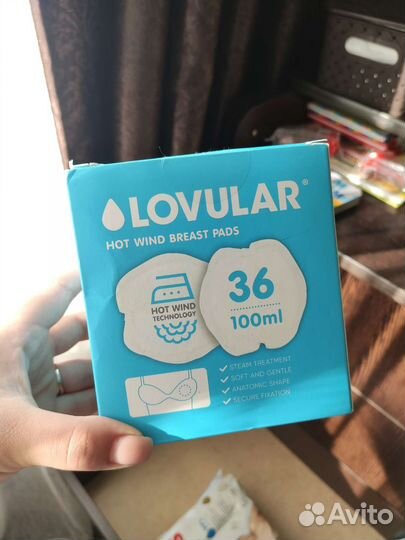 LOVULAR®
HOT WIND BREAST PADS
HOT WIND
TECHNOLOGY
36
100ml
✓ STEAM TREATMENT
✓ SOFT AND GENTLE
✓ ANATOMIC SHAPE
✓ SECURE FIXATION
Avito